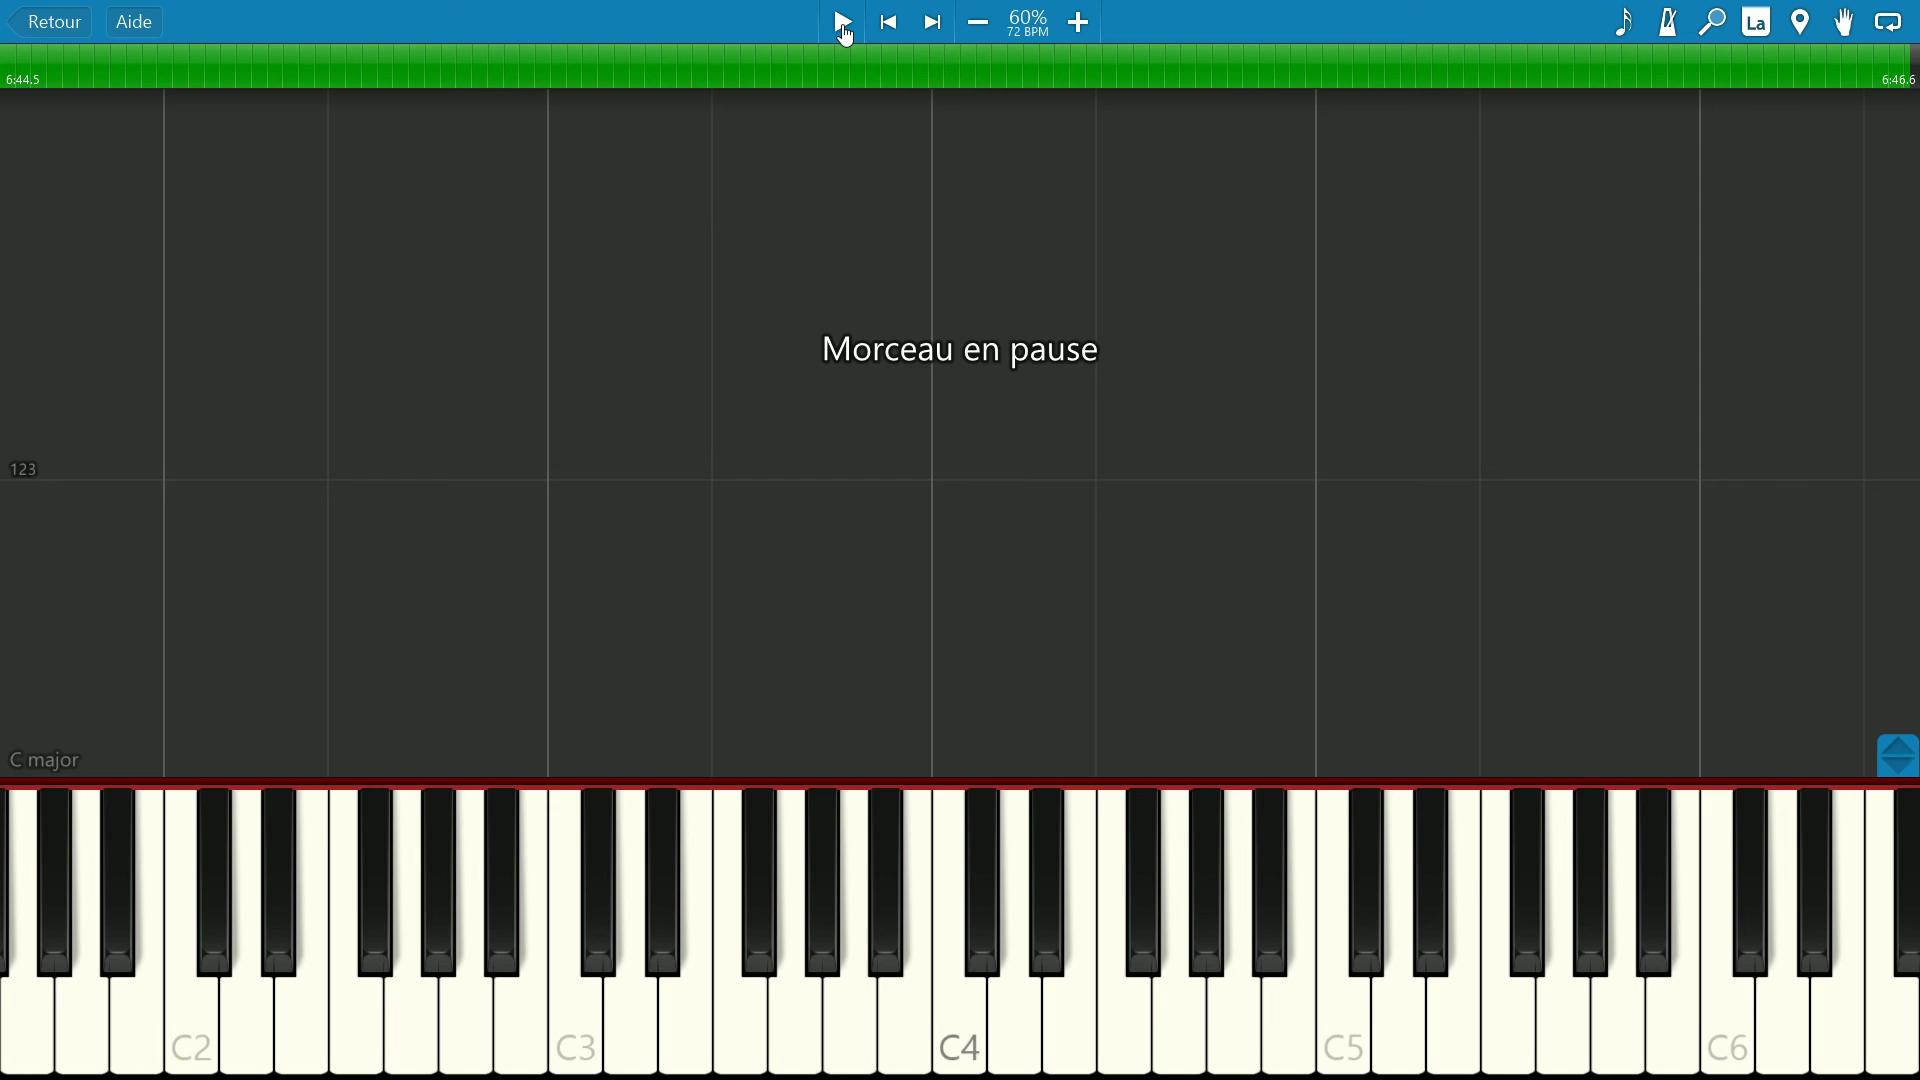 Retour
Aide
60%
72 BPM
La
6:44.5
6:46.6
Morceau en pause
123
C major
C2
C3
C4
C5
C6